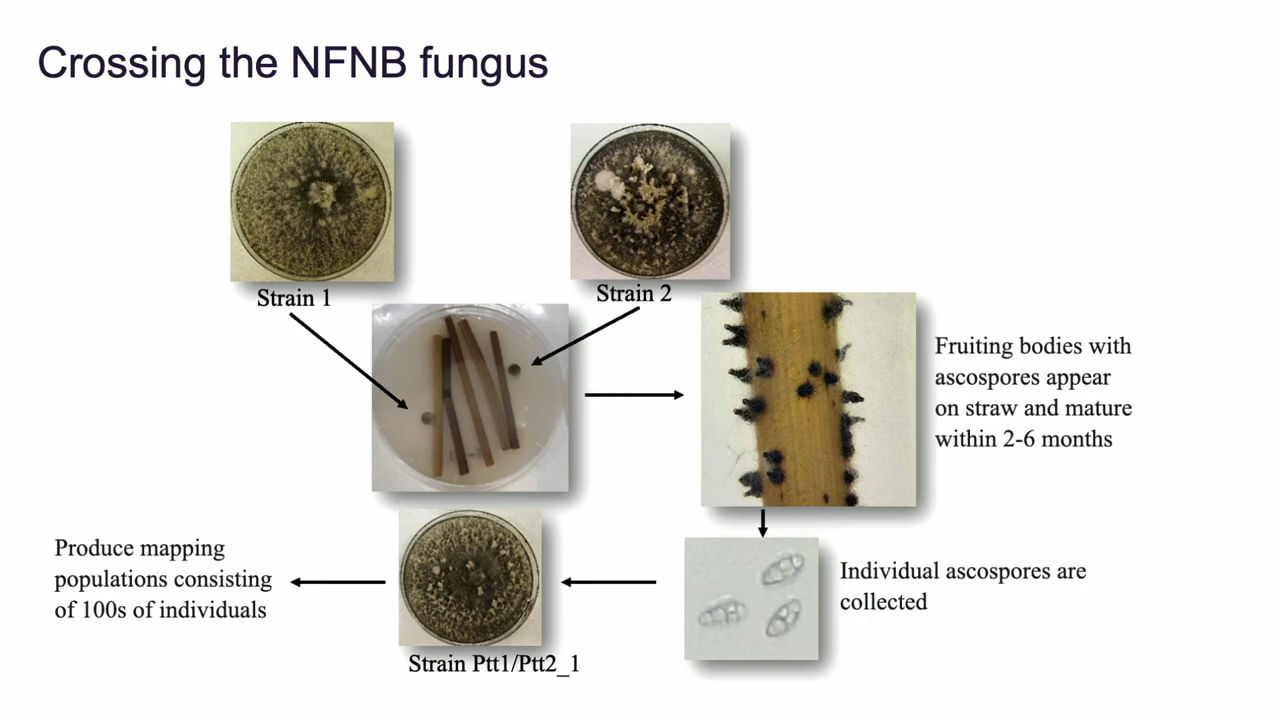 Crossing the NFNB fungus
Strain 1
Strain 2
Fruiting bodies with
ascospores appear
on straw and mature
within 2-6 months
Individual ascospores are
collected
Strain Ptt1/Ptt2_1
Produce mapping
populations consisting
of 100s of individuals